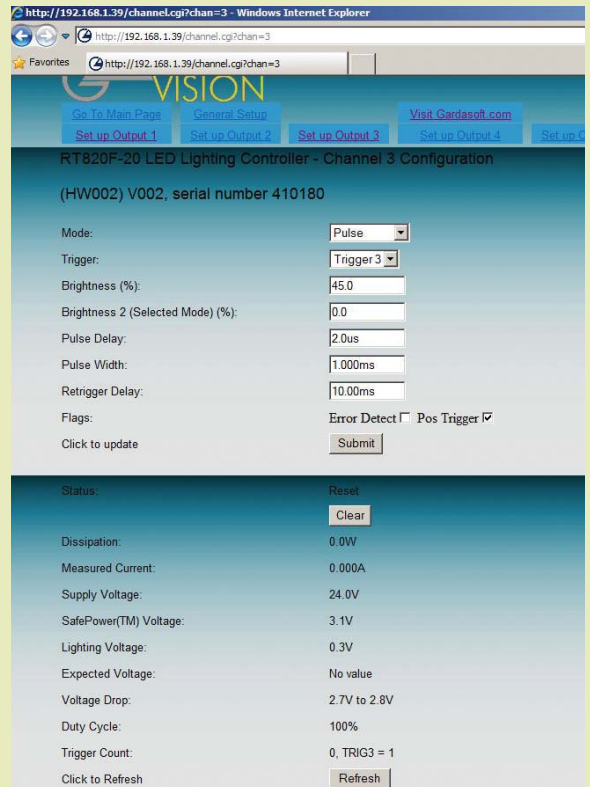 http://192.168.1.39/channel.cgi?chan=3 - Windows Internet Explorer
http://192.168.1.39/channel.cgi?chan=3
Favorites http://192.168.1.39/channel.cgi?chan=3
VISION
Go To Main Page General Setup Visit Gardasoft.com
Set up Output 1 Set up Output 2 Set up Output 3 Set up Output 4 Set up
RT820F-20 LED Lighting Controller - Channel 3 Configuration
(HW002) V002, serial number 410180
Mode: Pulse
Trigger: Trigger 3
Brightness (%): 45.0
Brightness 2 (Selected Mode) (%): 0.0
Pulse Delay: 2.0us
Pulse Width: 1.000ms
Retrigger Delay: 10.00ms
Flags: Error Detect Pos Trigger
Click to update Submit
Status: Reset
Clear
Dissipation: 0.0W
Measured Current: 0.000A
Supply Voltage: 24.0V
SafePower(TM) Voltage: 3.1V
Lighting Voltage: 0.3V
Expected Voltage: No value
Voltage Drop: 2.7V to 2.8V
Duty Cycle: 100%
Trigger Count: 0, TRIG3 = 1
Click to Refresh Refresh